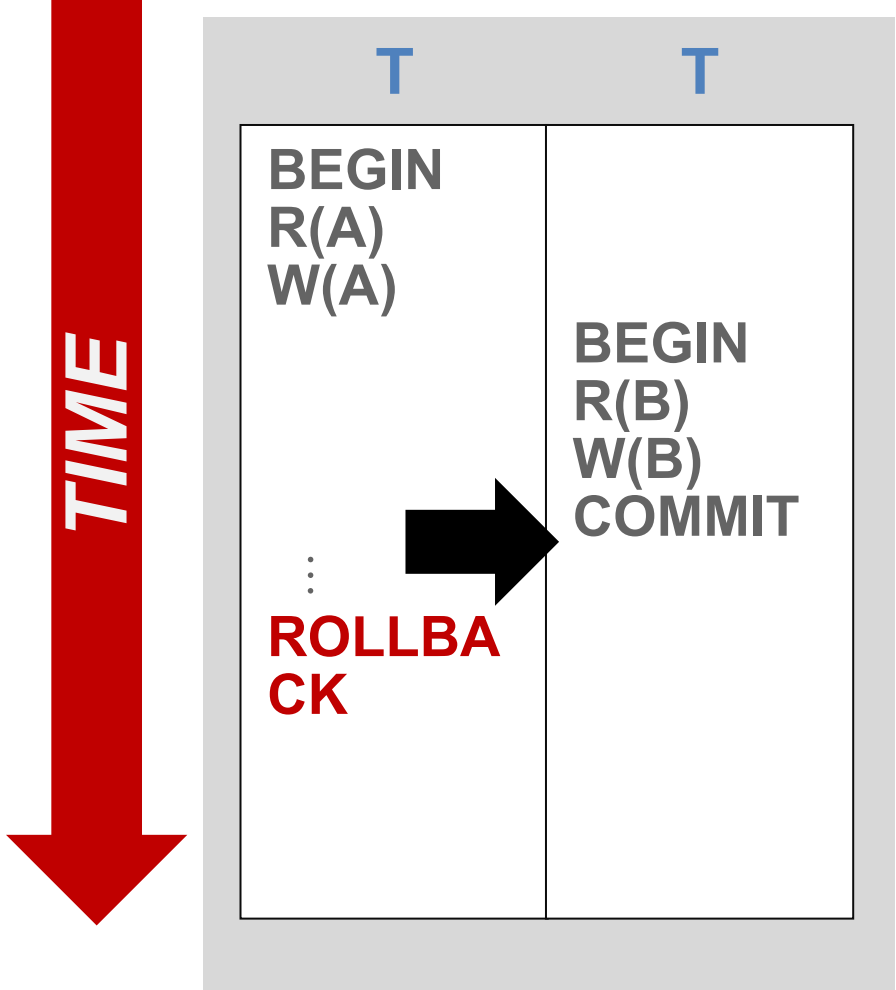 TIME
T
T
BEGIN
R(A)
W(A)
⋮
ROLLBA
CK
BEGIN
R(B)
W(B)
COMMIT